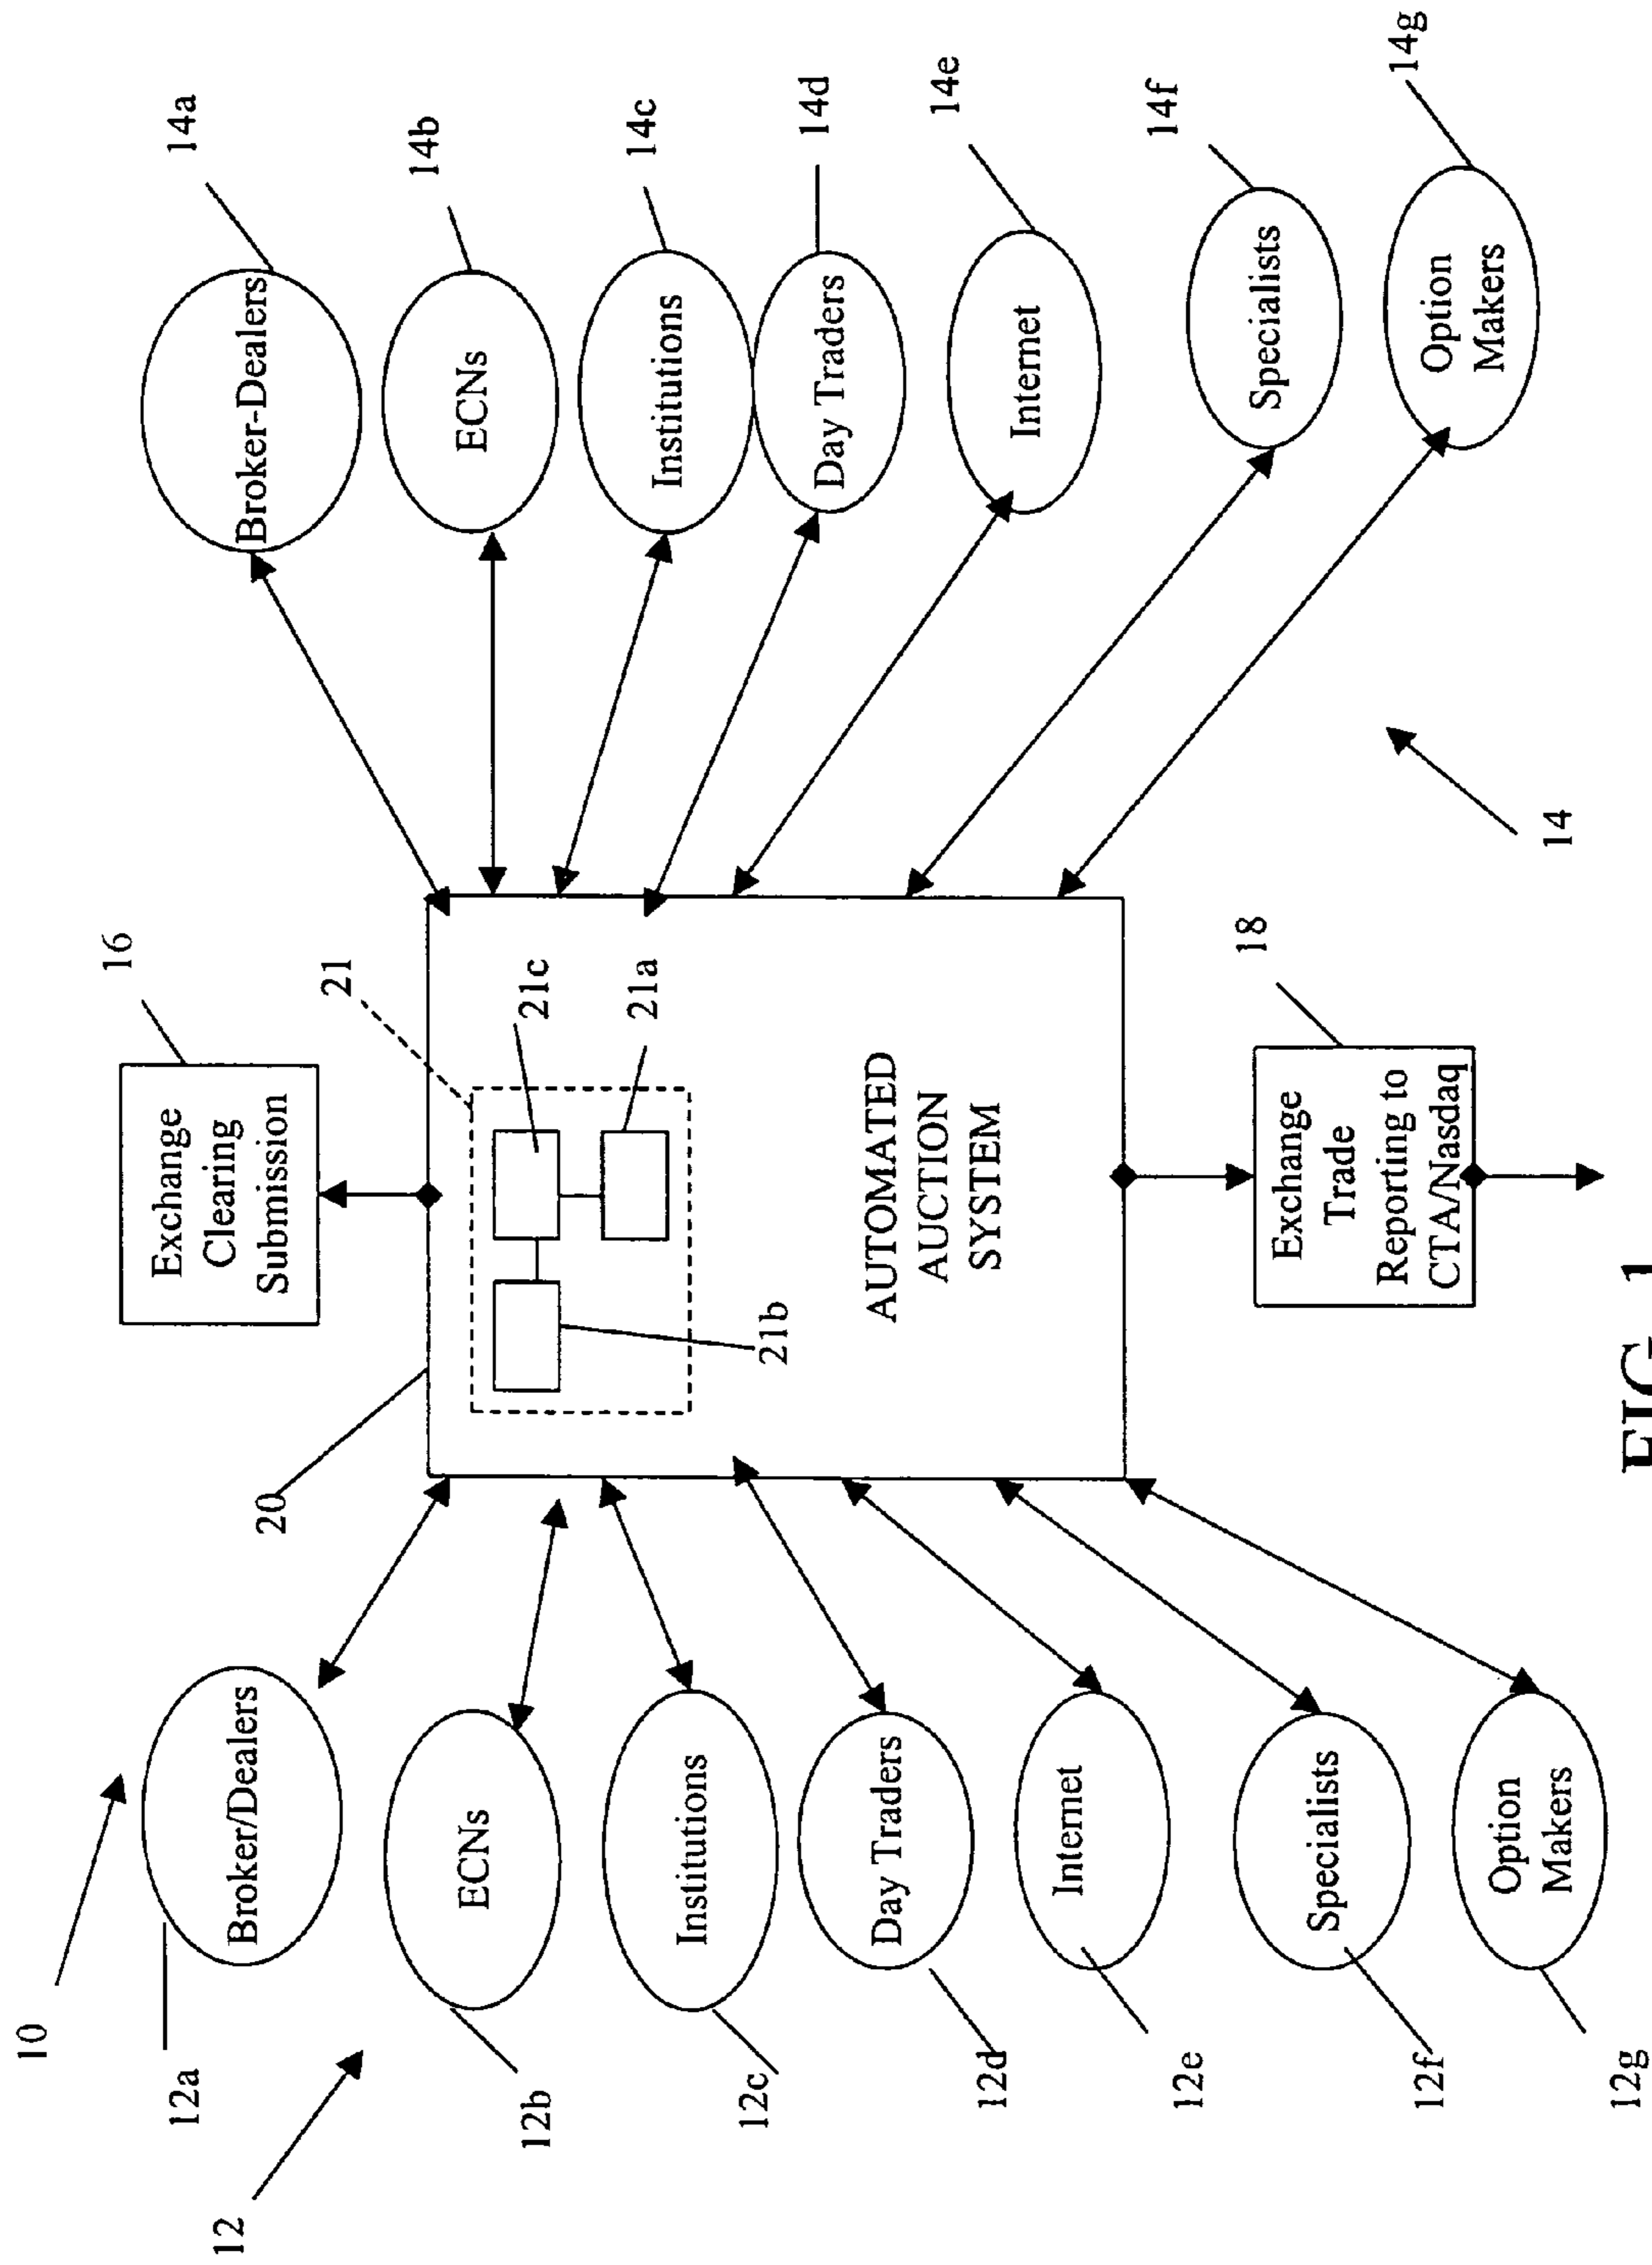 10
12
12a
Broker/Dealers
12b
ECNs
12c
Institutions
12d
Day Traders
12e
Internet
12f
Specialists
12g
Option
Makers
16
Exchange
Clearing
Submission
20
21
21c
21a
21b
AUTOMATED
AUCTION
SYSTEM
18
Exchange
Trade
Reporting to
CTA/Nasdaq
14a
Broker-Dealers
14b
ECNs
14c
Institutions
14d
Day Traders
14e
Internet
14f
Specialists
14g
Option
Makers
14
FIG. 1